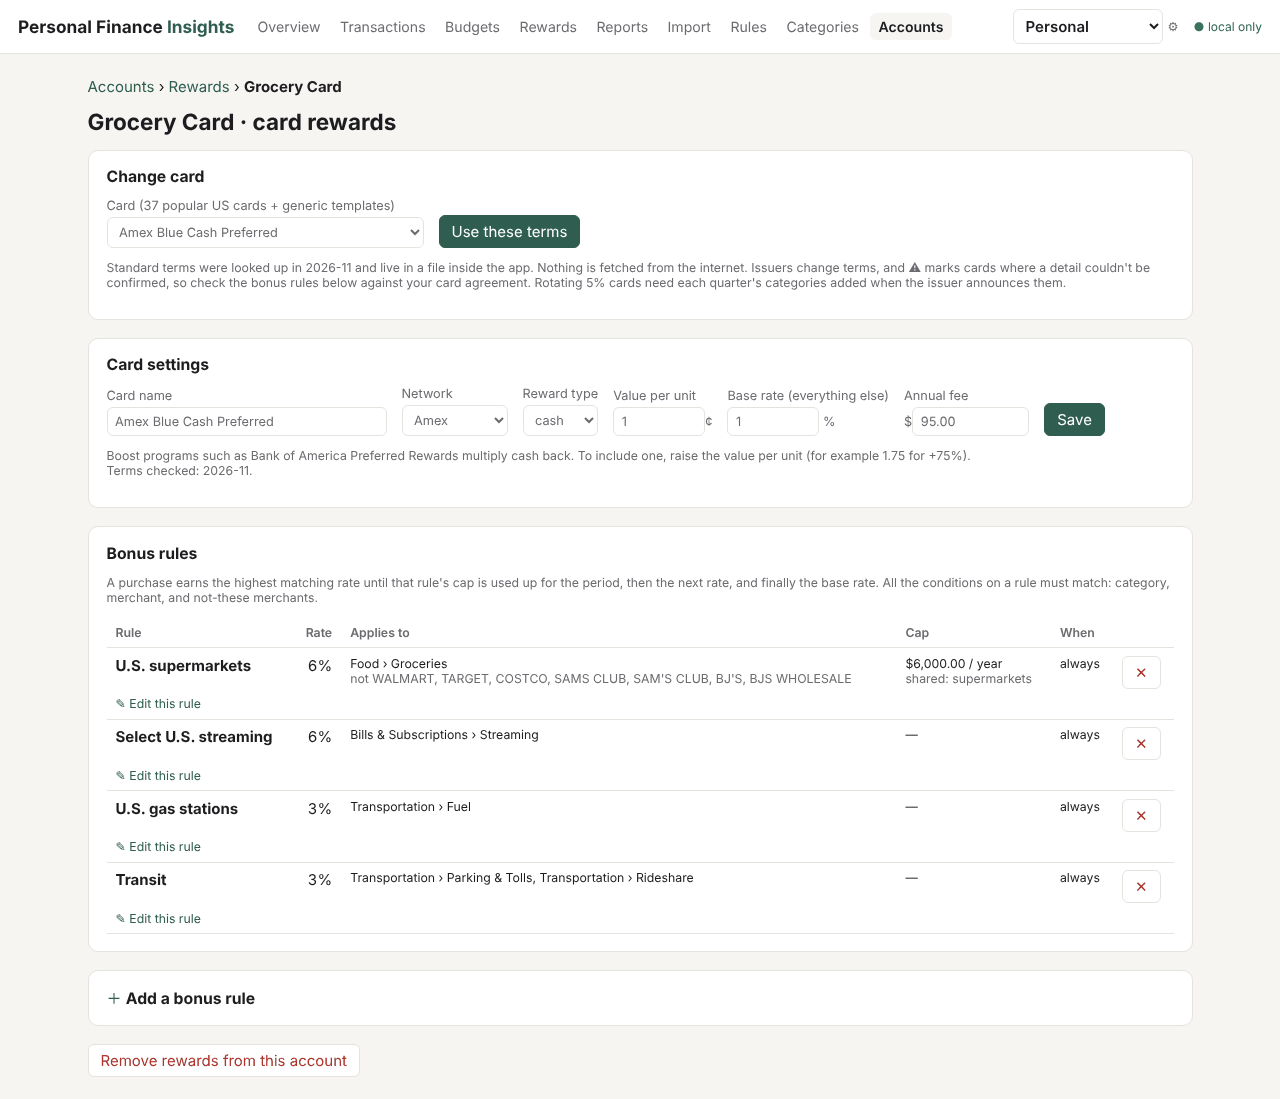 Personal Finance Insights Overview Transactions Budgets Rewards Reports Import Rules Categories Accounts Personal ⚙ ● local only
Accounts › Rewards › Grocery Card
Grocery Card · card rewards
Change card
Card (37 popular US cards + generic templates)
Amex Blue Cash Preferred Use these terms
Standard terms were looked up in 2026-11 and live in a file inside the app. Nothing is fetched from the internet. Issuers change terms, and ⚠ marks cards where a detail couldn't be
confirmed, so check the bonus rules below against your card agreement. Rotating 5% cards need each quarter's categories added when the issuer announces them.
Card settings
Card name Network Reward type Value per unit Base rate (everything else) Annual fee
Amex Blue Cash Preferred Amex cash 1 ¢ 1 % $ 95.00 Save
Boost programs such as Bank of America Preferred Rewards multiply cash back. To include one, raise the value per unit (for example 1.75 for +75%).
Terms checked: 2026-11.
Bonus rules
A purchase earns the highest matching rate until that rule's cap is used up for the period, then the next rate, and finally the base rate. All the conditions on a rule must match: category,
merchant, and not-these merchants.
Rule Rate Applies to Cap When
U.S. supermarkets 6% Food › Groceries $6,000.00 / year always ✕
not WALMART, TARGET, COSTCO, SAMS CLUB, SAM'S CLUB, BJ'S, BJS WHOLESALE shared: supermarkets
✎ Edit this rule
Select U.S. streaming 6% Bills & Subscriptions › Streaming — always ✕
✎ Edit this rule
U.S. gas stations 3% Transportation › Fuel — always ✕
✎ Edit this rule
Transit 3% Transportation › Parking & Tolls, Transportation › Rideshare — always ✕
✎ Edit this rule
+ Add a bonus rule
Remove rewards from this account